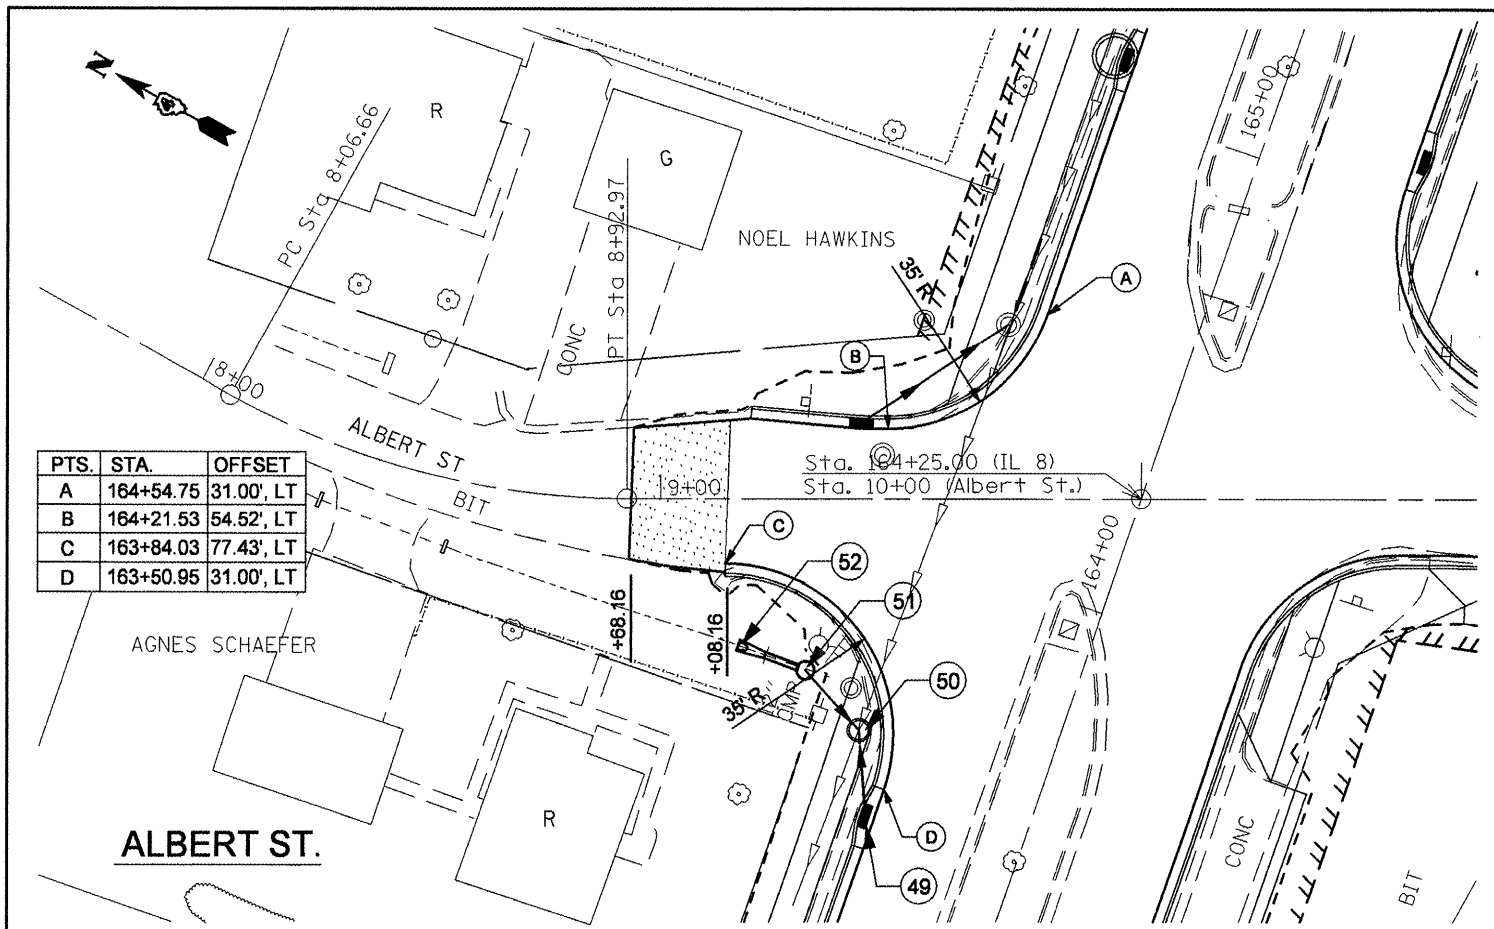 N
PC Sta 8+06.66
R
G
PT Sta 8+92.97
NOEL HAWKINS
35' R
165+00
A
CONC
B
18+00
ALBERT ST
BIT
19+00
Sta. 164+25.00 (IL 8)
Sta. 10+00 (Albert St.)
PTS. STA. OFFSET
A 164+54.75 31.00', LT
B 164+21.53 54.52', LT
C 163+84.03 77.43', LT
D 163+50.95 31.00', LT
C
164+00
52
51
+68.16
+08.16
AGNES SCHAEFER
35' R
CMP
50
R
D
49
CONC
BIT
ALBERT ST.